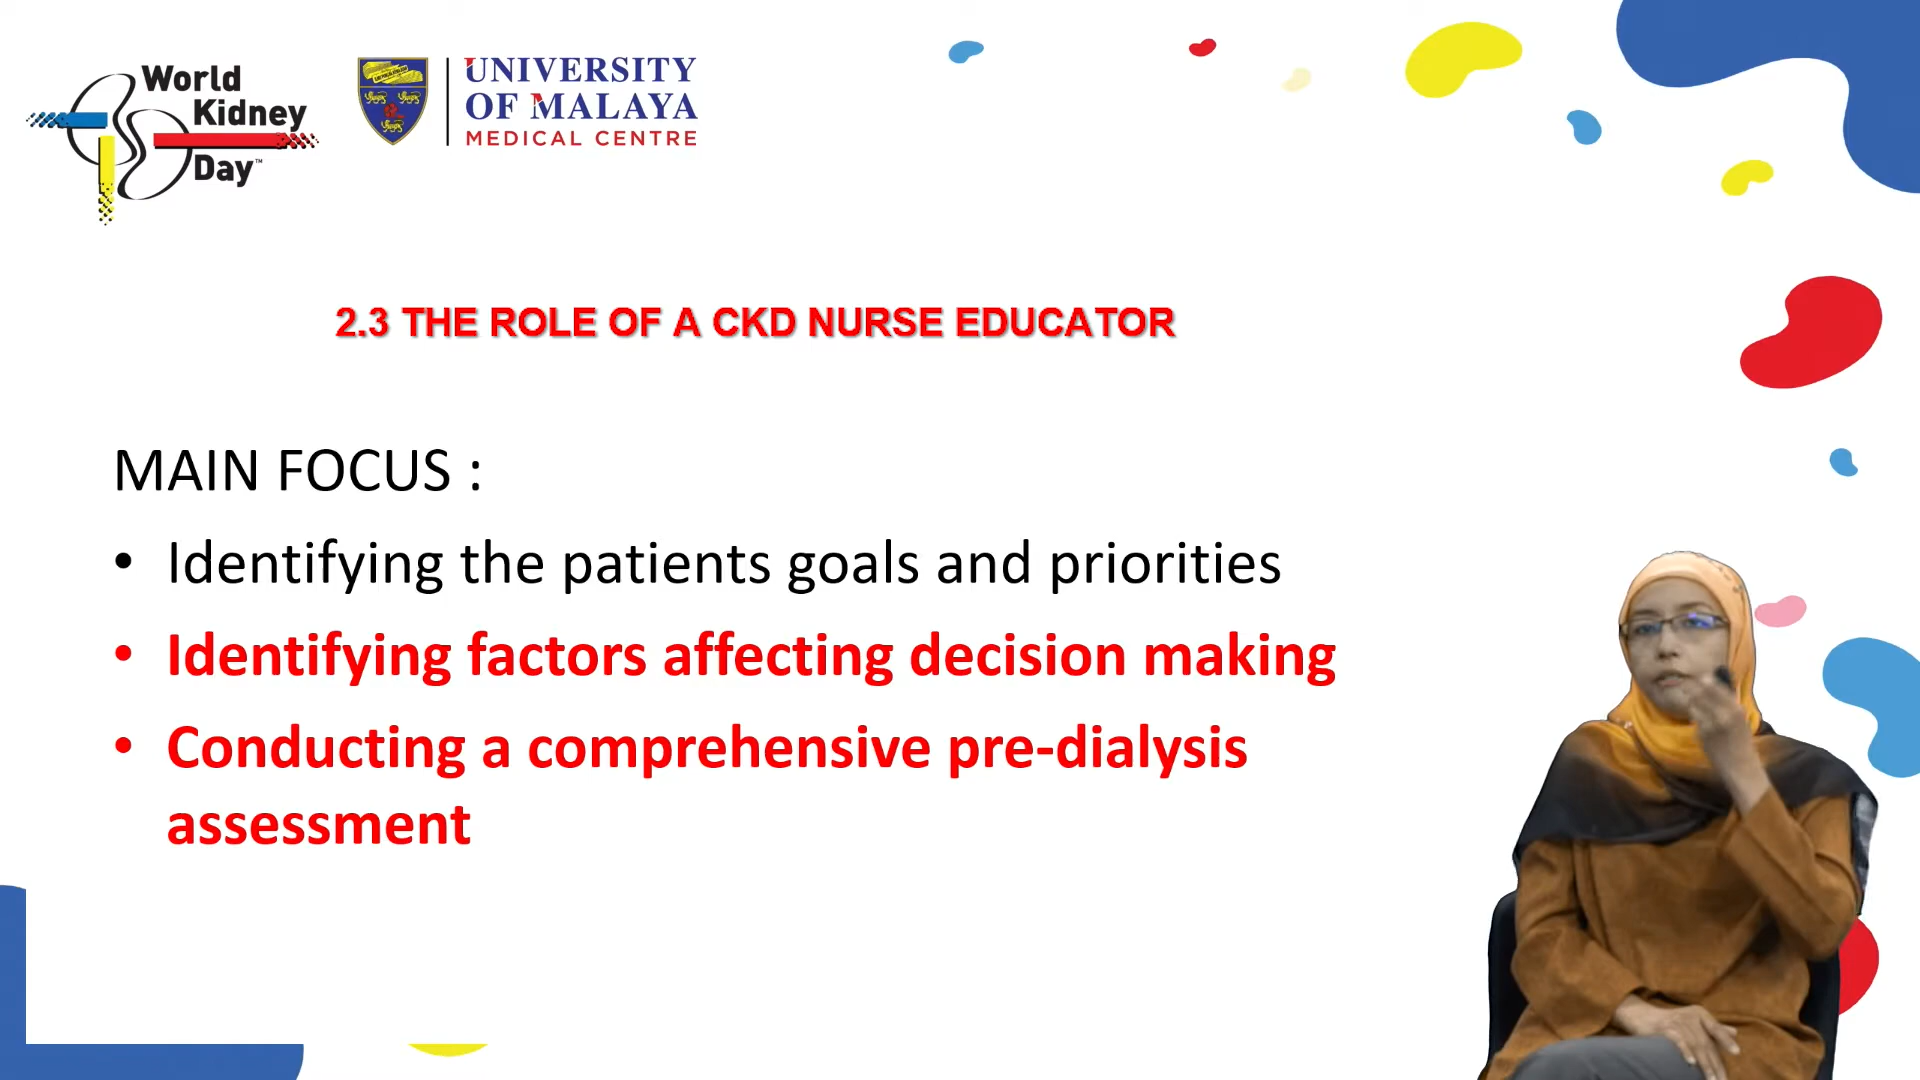 World
Kidney
Day™
UNIVERSITY
OF MALAYA
MEDICAL CENTRE
2.3 THE ROLE OF A CKD NURSE EDUCATOR
MAIN FOCUS :
• Identifying the patients goals and priorities
• Identifying factors affecting decision making
• Conducting a comprehensive pre-dialysis
assessment